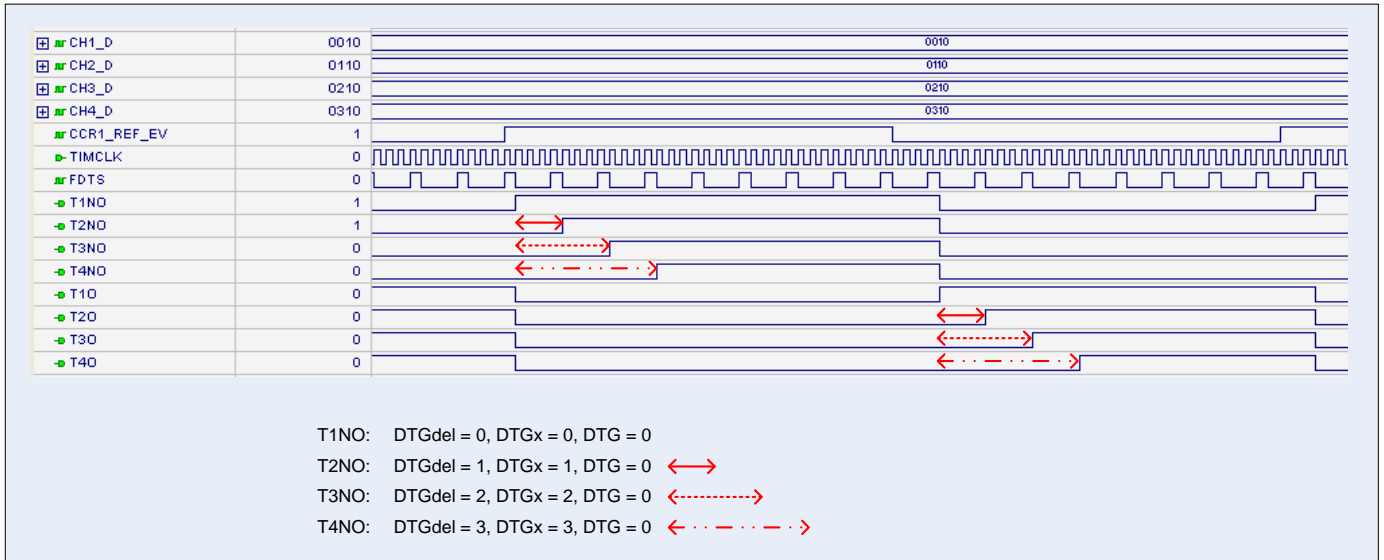 CH1_D 0010 0010
CH2_D 0110 0110
CH3_D 0210 0210
CH4_D 0310 0310
CCR1_REF_EV 1
TIMCLK 0
FDTS 0
T1NO 1
T2NO 1
T3NO 0
T4NO 0
T1O 0
T2O 0
T3O 0
T4O 0
T1NO: DTGdel = 0, DTGx = 0, DTG = 0
T2NO: DTGdel = 1, DTGx = 1, DTG = 0
T3NO: DTGdel = 2, DTGx = 2, DTG = 0
T4NO: DTGdel = 3, DTGx = 3, DTG = 0